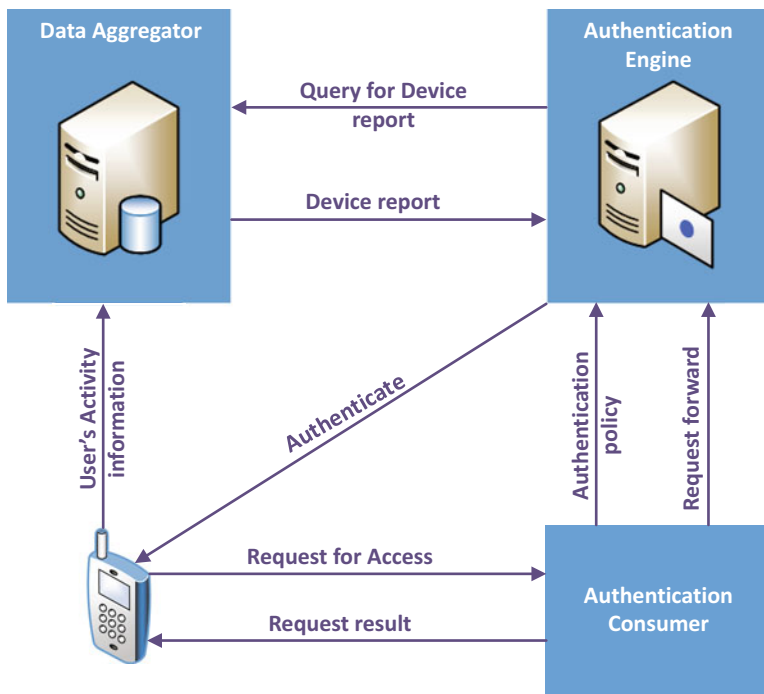 Data Aggregator
Authentication
Engine
Query for Device
report
Device report
User's Activity
information
Authenticate
Authentication
policy
Request forward
Request for Access
Request result
Authentication
Consumer